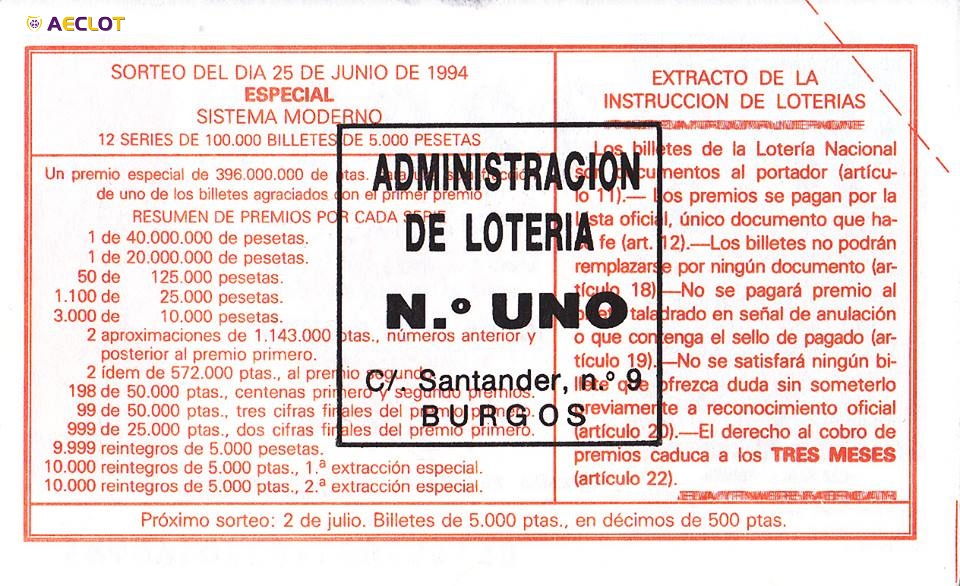 AECLOT
SORTEO DEL DIA 25 DE JUNIO DE 1994
ESPECIAL
SISTEMA MODERNO
12 SERIES DE 100.000 BILLETES DE 5.000 PESETAS
Un premio especial de 396.000.000 de ptas. para una sola fracción
de uno de los billetes agraciados con el primer premio
RESUMEN DE PREMIOS POR CADA SERIE
1 de 40.000.000 de pesetas.
1 de 20.000.000 de pesetas.
50 de 125.000 pesetas.
1.100 de 25.000 pesetas.
3.000 de 10.000 pesetas.
2 aproximaciones de 1.143.000 ptas., números anterior y
posterior al premio primero.
2 ídem de 572.000 ptas., al premio segundo.
198 de 50.000 ptas., centenas primero y segundo premios.
99 de 50.000 ptas., tres cifras finales del premio primero.
999 de 25.000 ptas., dos cifras finales del premio primero.
9.999 reintegros de 5.000 pesetas.
10.000 reintegros de 5.000 ptas., 1.ª extracción especial.
10.000 reintegros de 5.000 ptas., 2.ª extracción especial.
EXTRACTO DE LA
INSTRUCCION DE LOTERIAS
Los billetes de la Lotería Nacional
son documentos al portador (artícu-
lo 11).— Los premios se pagan por la
lista oficial, único documento que ha-
ce fe (art. 12).—Los billetes no podrán
remplazarse por ningún documento (ar-
tículo 18).—No se pagará premio al
billete taladrado en señal de anulación
o que contenga el sello de pagado (ar-
tículo 19).—No se satisfará ningún bi-
llete que ofrezca duda sin someterlo
previamente a reconocimiento oficial
(artículo 20).—El derecho al cobro de
premios caduca a los TRES MESES
(artículo 22).
ADMINISTRACION
DE LOTERIA
N.º UNO
C/. Santander, n.º 9
BURGOS
Próximo sorteo: 2 de julio. Billetes de 5.000 ptas., en décimos de 500 ptas.